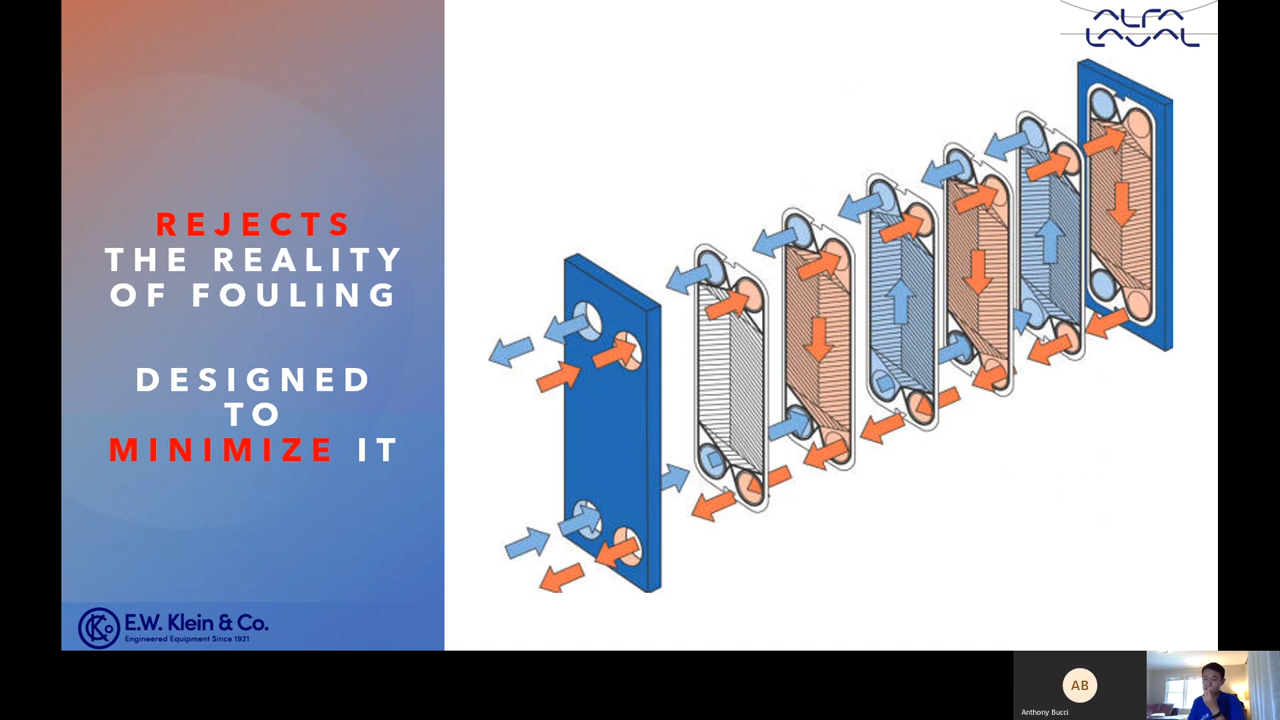 ALFA
LAVAL
REJECTS
THE REALITY
OF FOULING
DESIGNED
TO
MINIMIZE IT
E.W. Klein & Co.
Engineered Equipment Since 1921
AB
Anthony Bucci